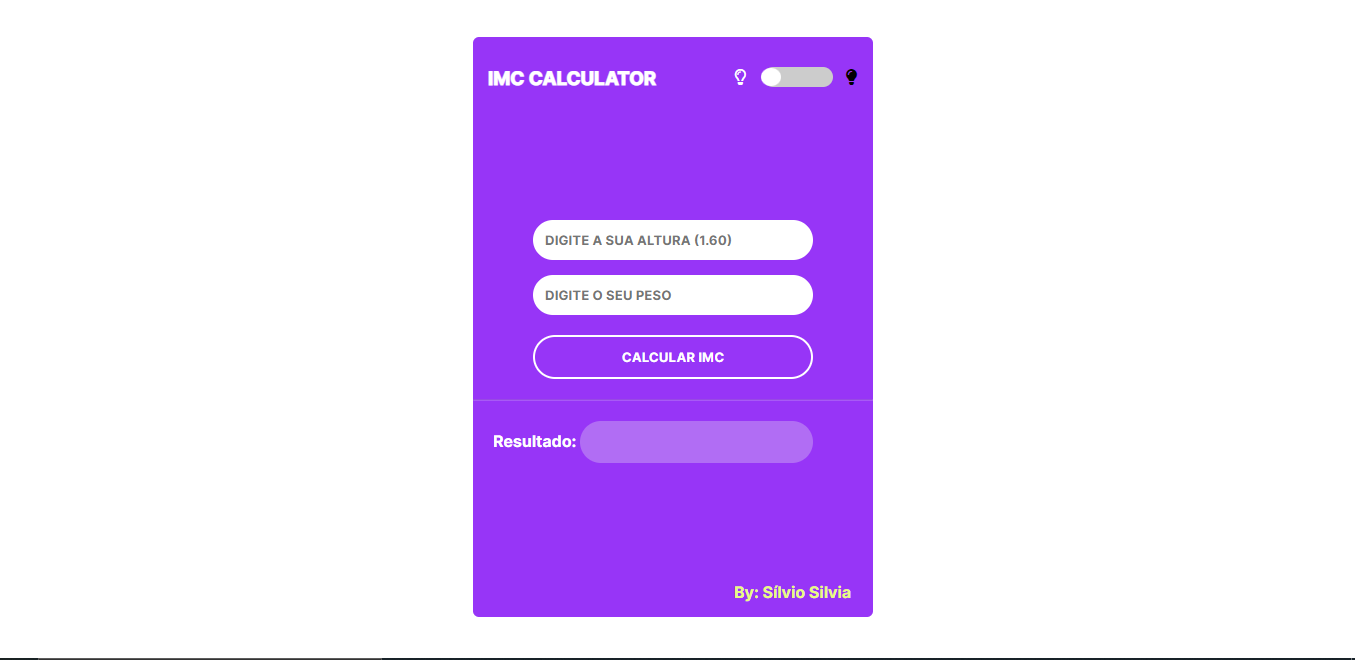 IMC CALCULATOR
DIGITE A SUA ALTURA (1.60)
DIGITE O SEU PESO
CALCULAR IMC
Resultado:
By: Sílvio Silvia